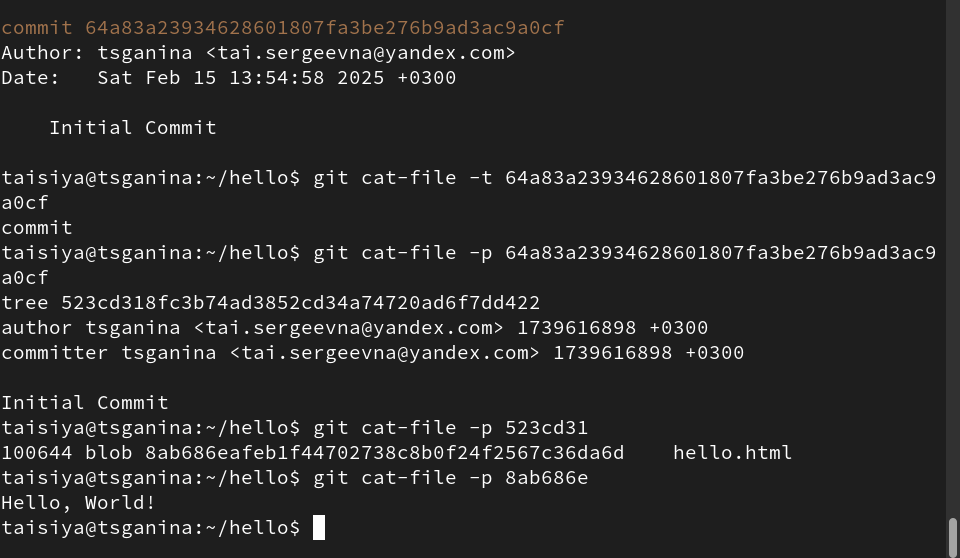 commit 64a83a23934628601807fa3be276b9ad3ac9a0cf
Author: tsganina <tai.sergeevna@yandex.com>
Date:   Sat Feb 15 13:54:58 2025 +0300
    Initial Commit
taisiya@tsganina:~/hello$ git cat-file -t 64a83a23934628601807fa3be276b9ad3ac9
a0cf
commit
taisiya@tsganina:~/hello$ git cat-file -p 64a83a23934628601807fa3be276b9ad3ac9
a0cf
tree 523cd318fc3b74ad3852cd34a74720ad6f7dd422
author tsganina <tai.sergeevna@yandex.com> 1739616898 +0300
committer tsganina <tai.sergeevna@yandex.com> 1739616898 +0300
Initial Commit
taisiya@tsganina:~/hello$ git cat-file -p 523cd31
100644 blob 8ab686eafeb1f44702738c8b0f24f2567c36da6d    hello.html
taisiya@tsganina:~/hello$ git cat-file -p 8ab686e
Hello, World!
taisiya@tsganina:~/hello$